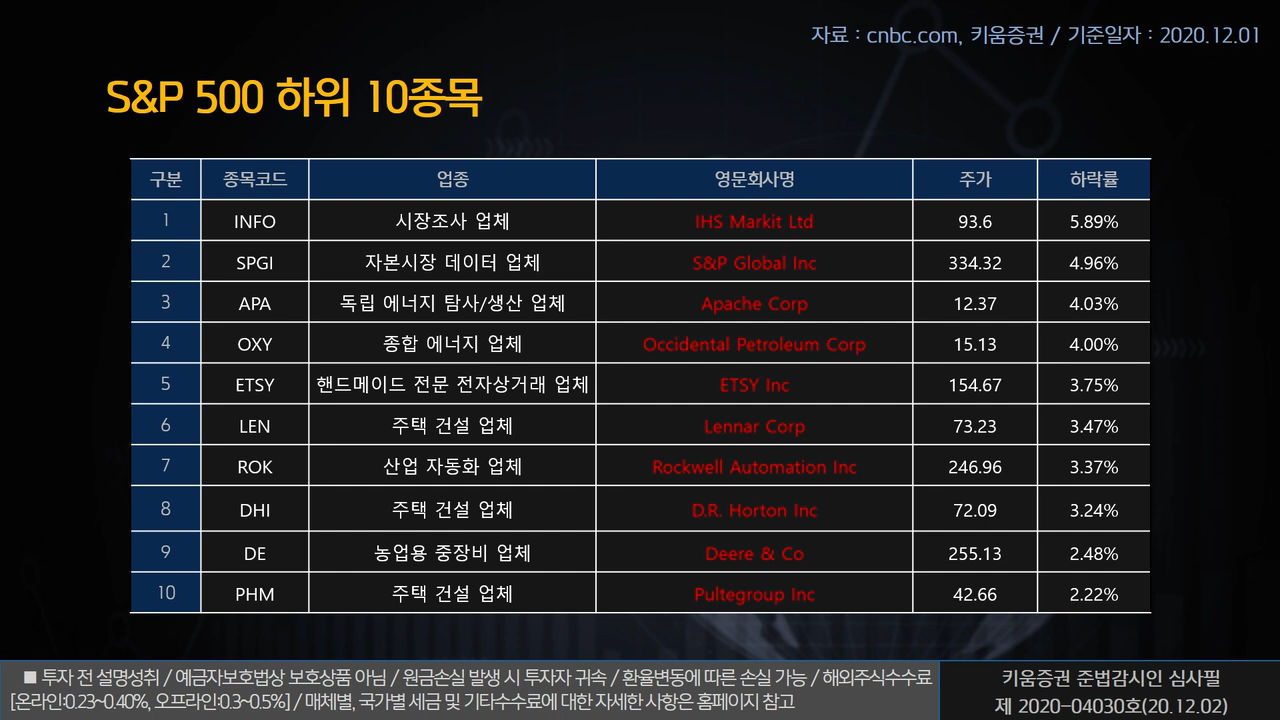 자료 : cnbc.com, 키움증권 / 기준일자 : 2020.12.01
S&P 500 하위 10종목
구분 종목코드 업종 영문회사명 주가 하락률
1 INFO 시장조사 업체 IHS Markit Ltd 93.6 5.89%
2 SPGI 자본시장 데이터 업체 S&P Global Inc 334.32 4.96%
3 APA 독립 에너지 탐사/생산 업체 Apache Corp 12.37 4.03%
4 OXY 종합 에너지 업체 Occidental Petroleum Corp 15.13 4.00%
5 ETSY 핸드메이드 전문 전자상거래 업체 ETSY Inc 154.67 3.75%
6 LEN 주택 건설 업체 Lennar Corp 73.23 3.47%
7 ROK 산업 자동화 업체 Rockwell Automation Inc 246.96 3.37%
8 DHI 주택 건설 업체 D.R. Horton Inc 72.09 3.24%
9 DE 농업용 중장비 업체 Deere & Co 255.13 2.48%
10 PHM 주택 건설 업체 Pultegroup Inc 42.66 2.22%
■ 투자 전 설명성취 / 예금자보호법상 보호상품 아님 / 원금손실 발생 시 투자자 귀속 / 환율변동에 따른 손실 가능 / 해외주식수수료
[온라인:0.23~0.40%, 오프라인:0.3~0.5%] / 매체별, 국가별 세금 및 기타수수료에 대한 자세한 사항은 홈페이지 참고
키움증권 준법감시인 심사필
제 2020-04030호(20.12.02)